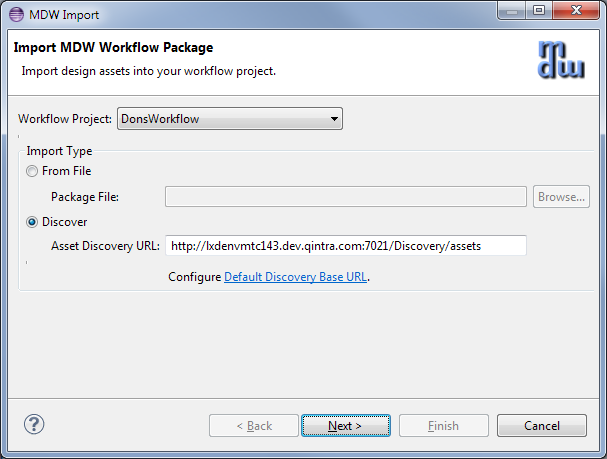 MDW Import
Import MDW Workflow Package
Import design assets into your workflow project.
mdw
Workflow Project: DonsWorkflow
Import Type
From File
Package File: Browse...
Discover
Asset Discovery URL: http://lxdenvmtc143.dev.qintra.com:7021/Discovery/assets
Configure Default Discovery Base URL.
? < Back Next > Finish Cancel